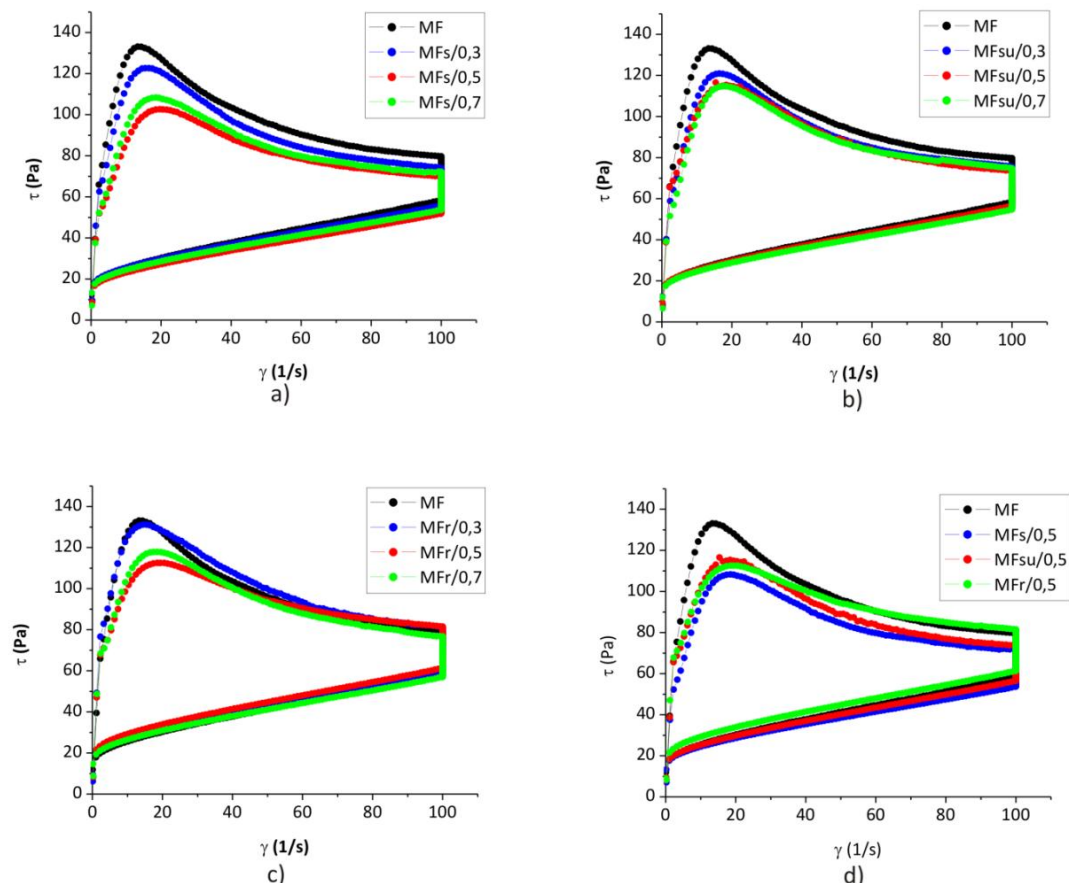 140
120
100
80
60
40
20
0
τ (Pa)
0 20 40 60 80 100
γ (1/s)
MF
MFs/0,3
MFs/0,5
MFs/0,7
a)
140
120
100
80
60
40
20
0
τ (Pa)
0 20 40 60 80 100
γ (1/s)
MF
MFsu/0,3
MFsu/0,5
MFsu/0,7
b)
140
120
100
80
60
40
20
0
τ (Pa)
0 20 40 60 80 100
γ (1/s)
MF
MFr/0,3
MFr/0,5
MFr/0,7
c)
140
120
100
80
60
40
20
0
τ (Pa)
0 20 40 60 80 100
γ (1/s)
MF
MFs/0,5
MFsu/0,5
MFr/0,5
d)